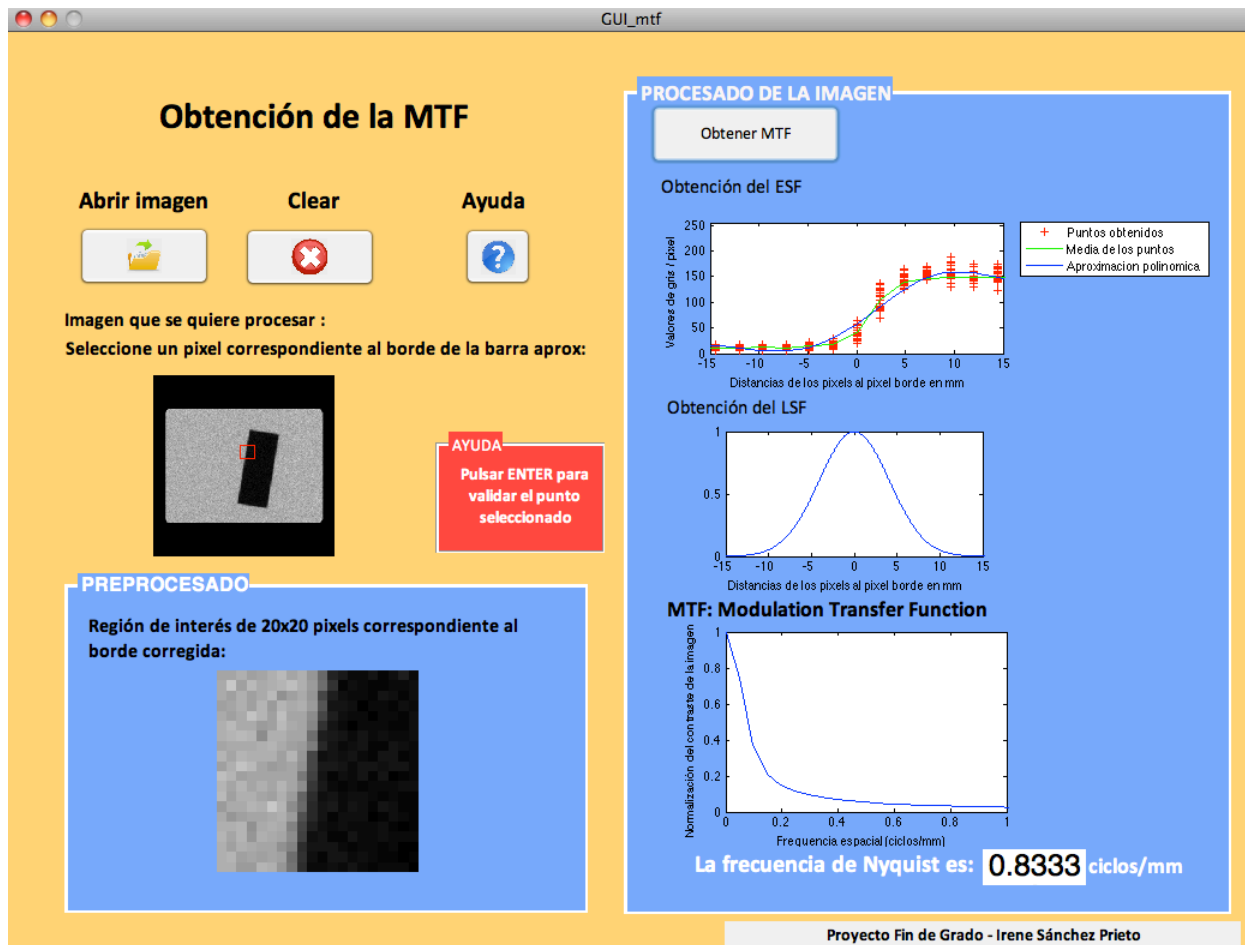 GUI_mtf
Obtención de la MTF
Abrir imagen
Clear
Ayuda
Imagen que se quiere procesar :
Seleccione un pixel correspondiente al borde de la barra aprox:
AYUDA
Pulsar ENTER para
validar el punto
seleccionado
PREPROCESADO
Región de interés de 20x20 pixels correspondiente al
borde corregida:
PROCESADO DE LA IMAGEN
Obtener MTF
Obtención del ESF
Valores de gris / pixel
250
200
150
100
50
0
-15 -10 -5 0 5 10 15
Distancias de los pixels al pixel borde en mm
Puntos obtenidos
Media de los puntos
Aproximacion polinomica
Obtención del LSF
1
0.5
0
-15 -10 -5 0 5 10 15
Distancias de los pixels al pixel borde en mm
MTF: Modulation Transfer Function
Normalización del contraste de la imagen
1
0.8
0.6
0.4
0.2
0
0 0.2 0.4 0.6 0.8 1
Frequencia espacial (ciclos/mm)
La frecuencia de Nyquist es: 0.8333 ciclos/mm
Proyecto Fin de Grado - Irene Sánchez Prieto